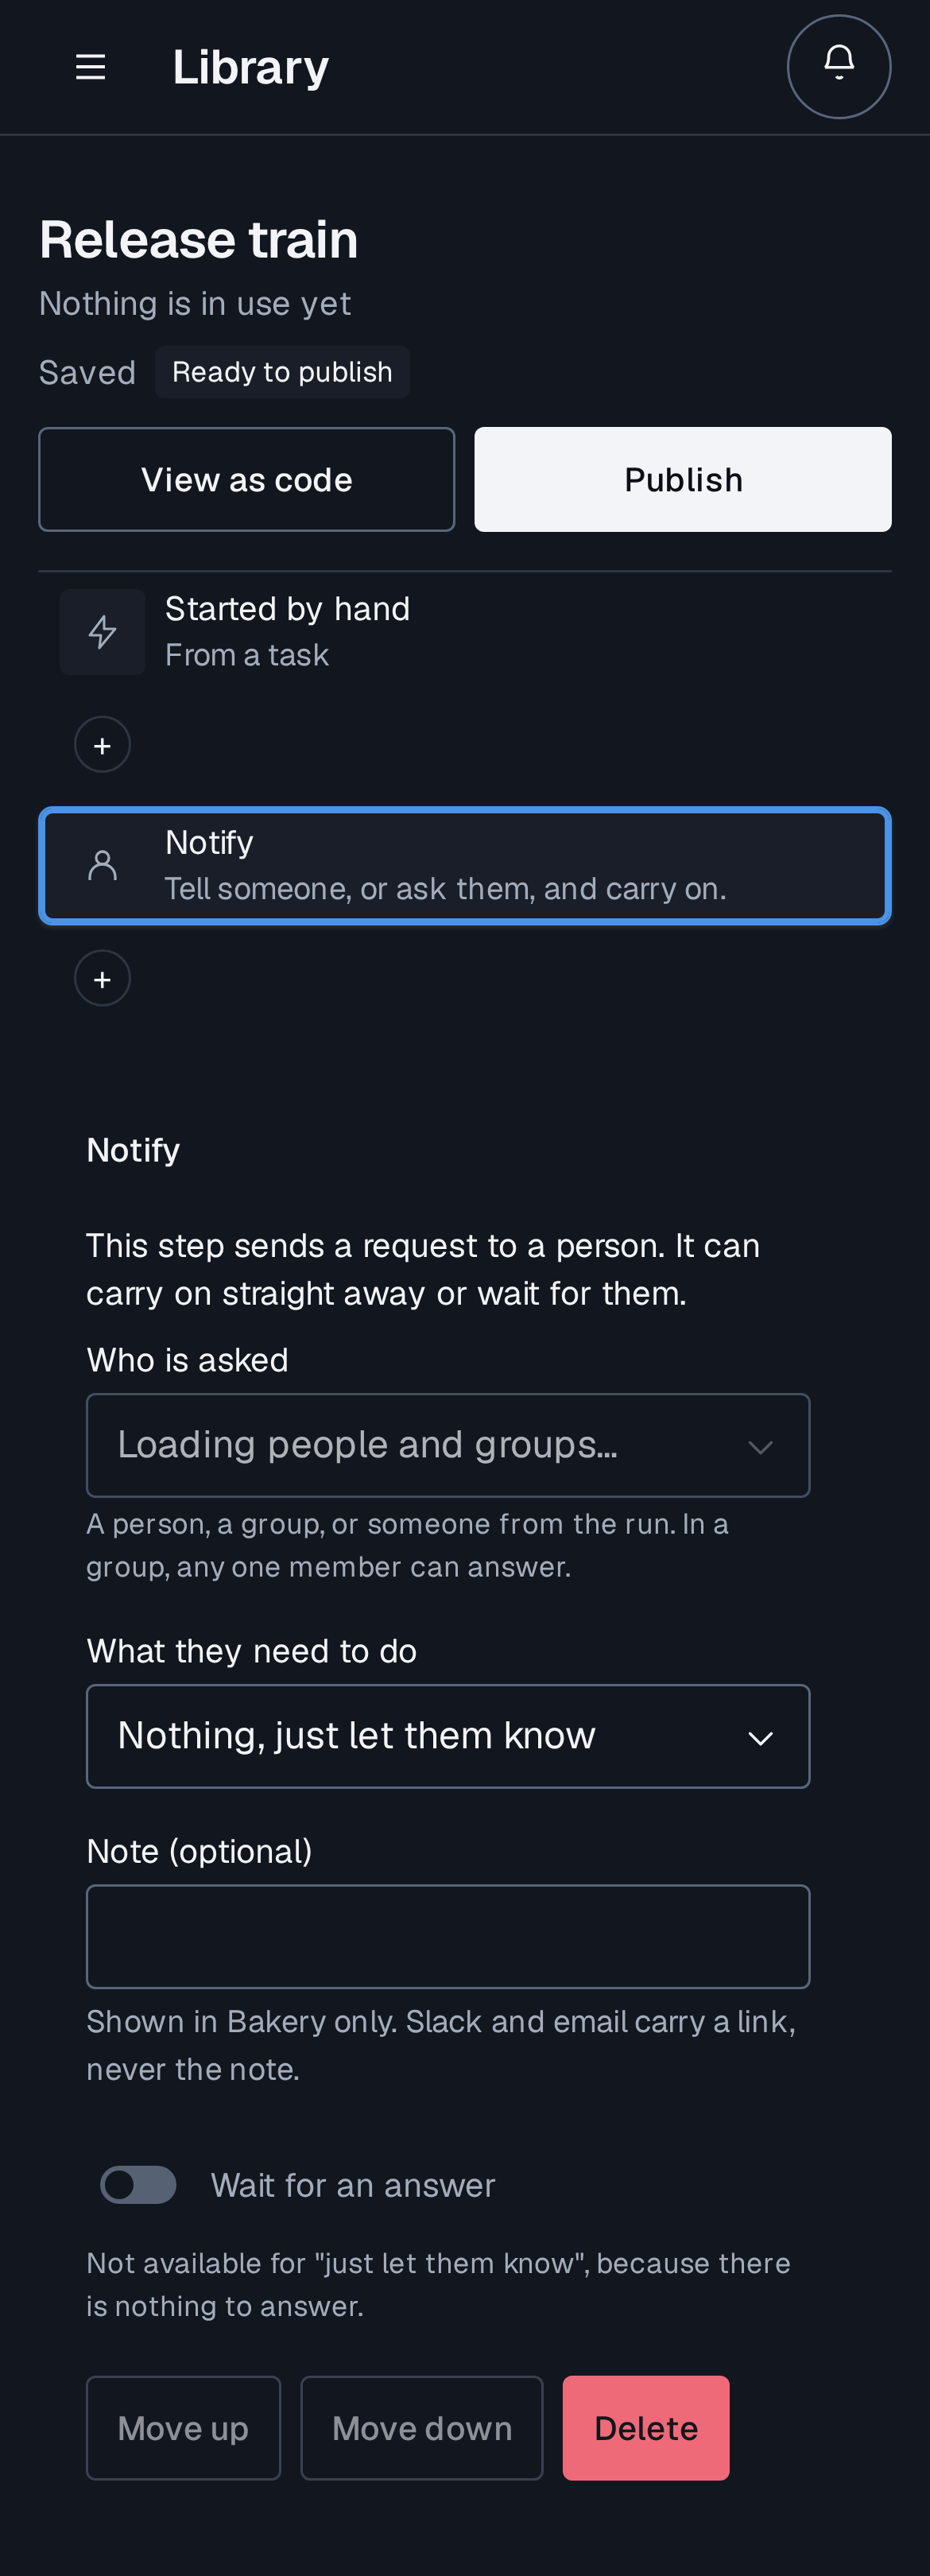 Library
Release train
Nothing is in use yet
Saved
Ready to publish
View as code
Publish
Started by hand
From a task
+
Notify
Tell someone, or ask them, and carry on.
+
Notify
This step sends a request to a person. It can
carry on straight away or wait for them.
Who is asked
Loading people and groups...
A person, a group, or someone from the run. In a
group, any one member can answer.
What they need to do
Nothing, just let them know
Note (optional)
Shown in Bakery only. Slack and email carry a link,
never the note.
Wait for an answer
Not available for "just let them know", because there
is nothing to answer.
Move up
Move down
Delete